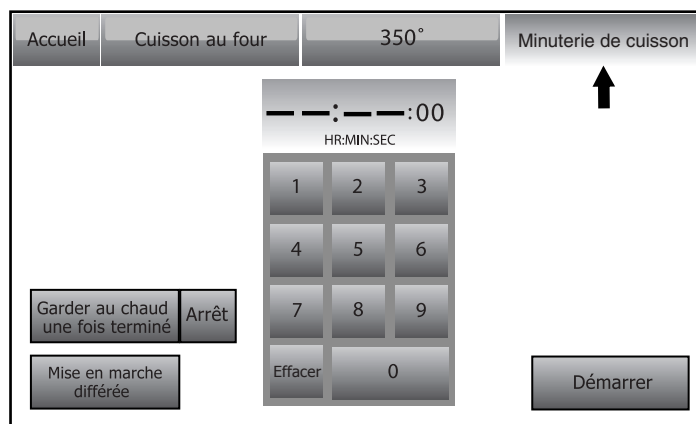 Accueil
Cuisson au four
350°
Minuterie de cuisson
— —:— —:00
HR:MIN:SEC
1 2 3
4 5 6
7 8 9
Effacer 0
Garder au chaud
une fois terminé
Arrêt
Mise en marche
différée
Démarrer